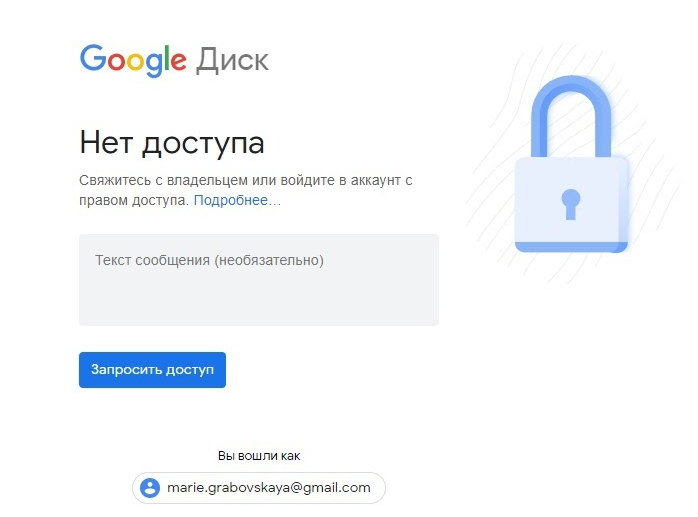 Google Диск
Нет доступа
Свяжитесь с владельцем или войдите в аккаунт с
правом доступа. Подробнее…
Текст сообщения (необязательно)
Запросить доступ
Вы вошли как
marie.grabovskaya@gmail.com